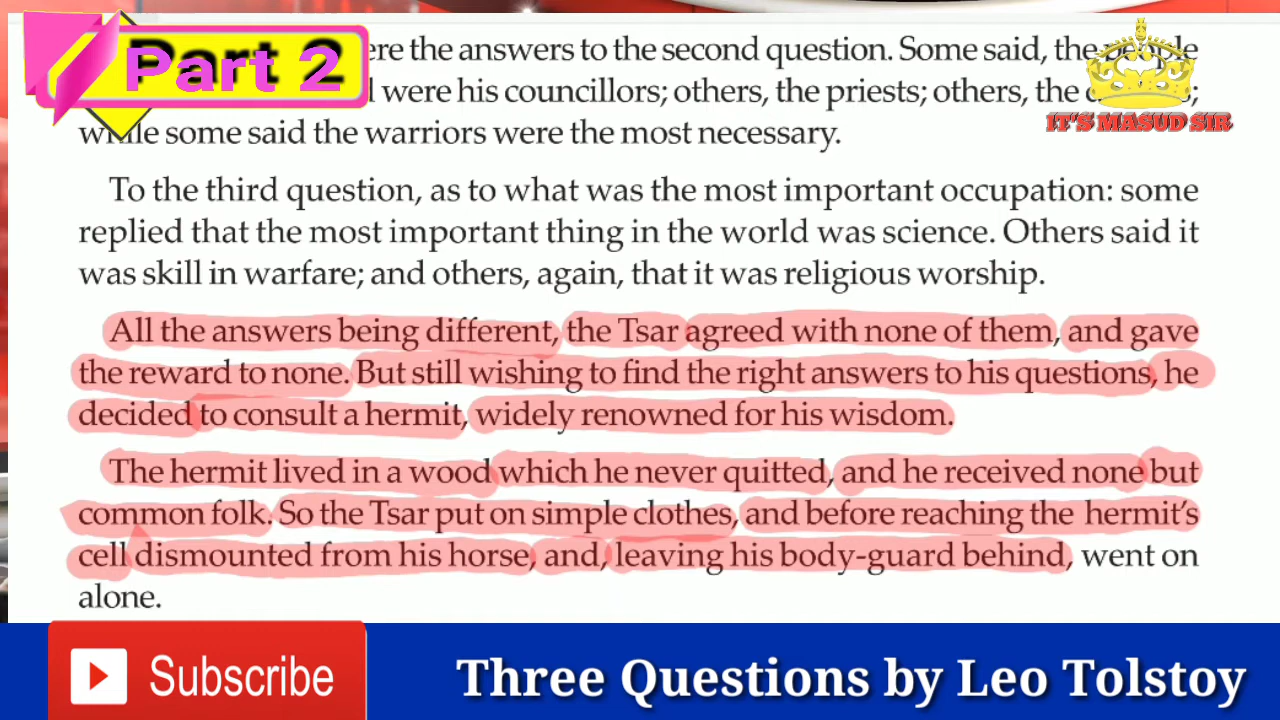 Part 2
ere the answers to the second question. Some said, the people
were his councillors; others, the priests; others, the
while some said the warriors were the most necessary.
IT'S MASUD SIR
To the third question, as to what was the most important occupation: some
replied that the most important thing in the world was science. Others said it
was skill in warfare; and others, again, that it was religious worship.
All the answers being different, the Tsar agreed with none of them, and gave
the reward to none. But still wishing to find the right answers to his questions, he
decided to consult a hermit, widely renowned for his wisdom.
The hermit lived in a wood which he never quitted, and he received none but
common folk. So the Tsar put on simple clothes, and before reaching the hermit's
cell dismounted from his horse, and, leaving his body-guard behind, went on
alone.
Subscribe
Three Questions by Leo Tolstoy